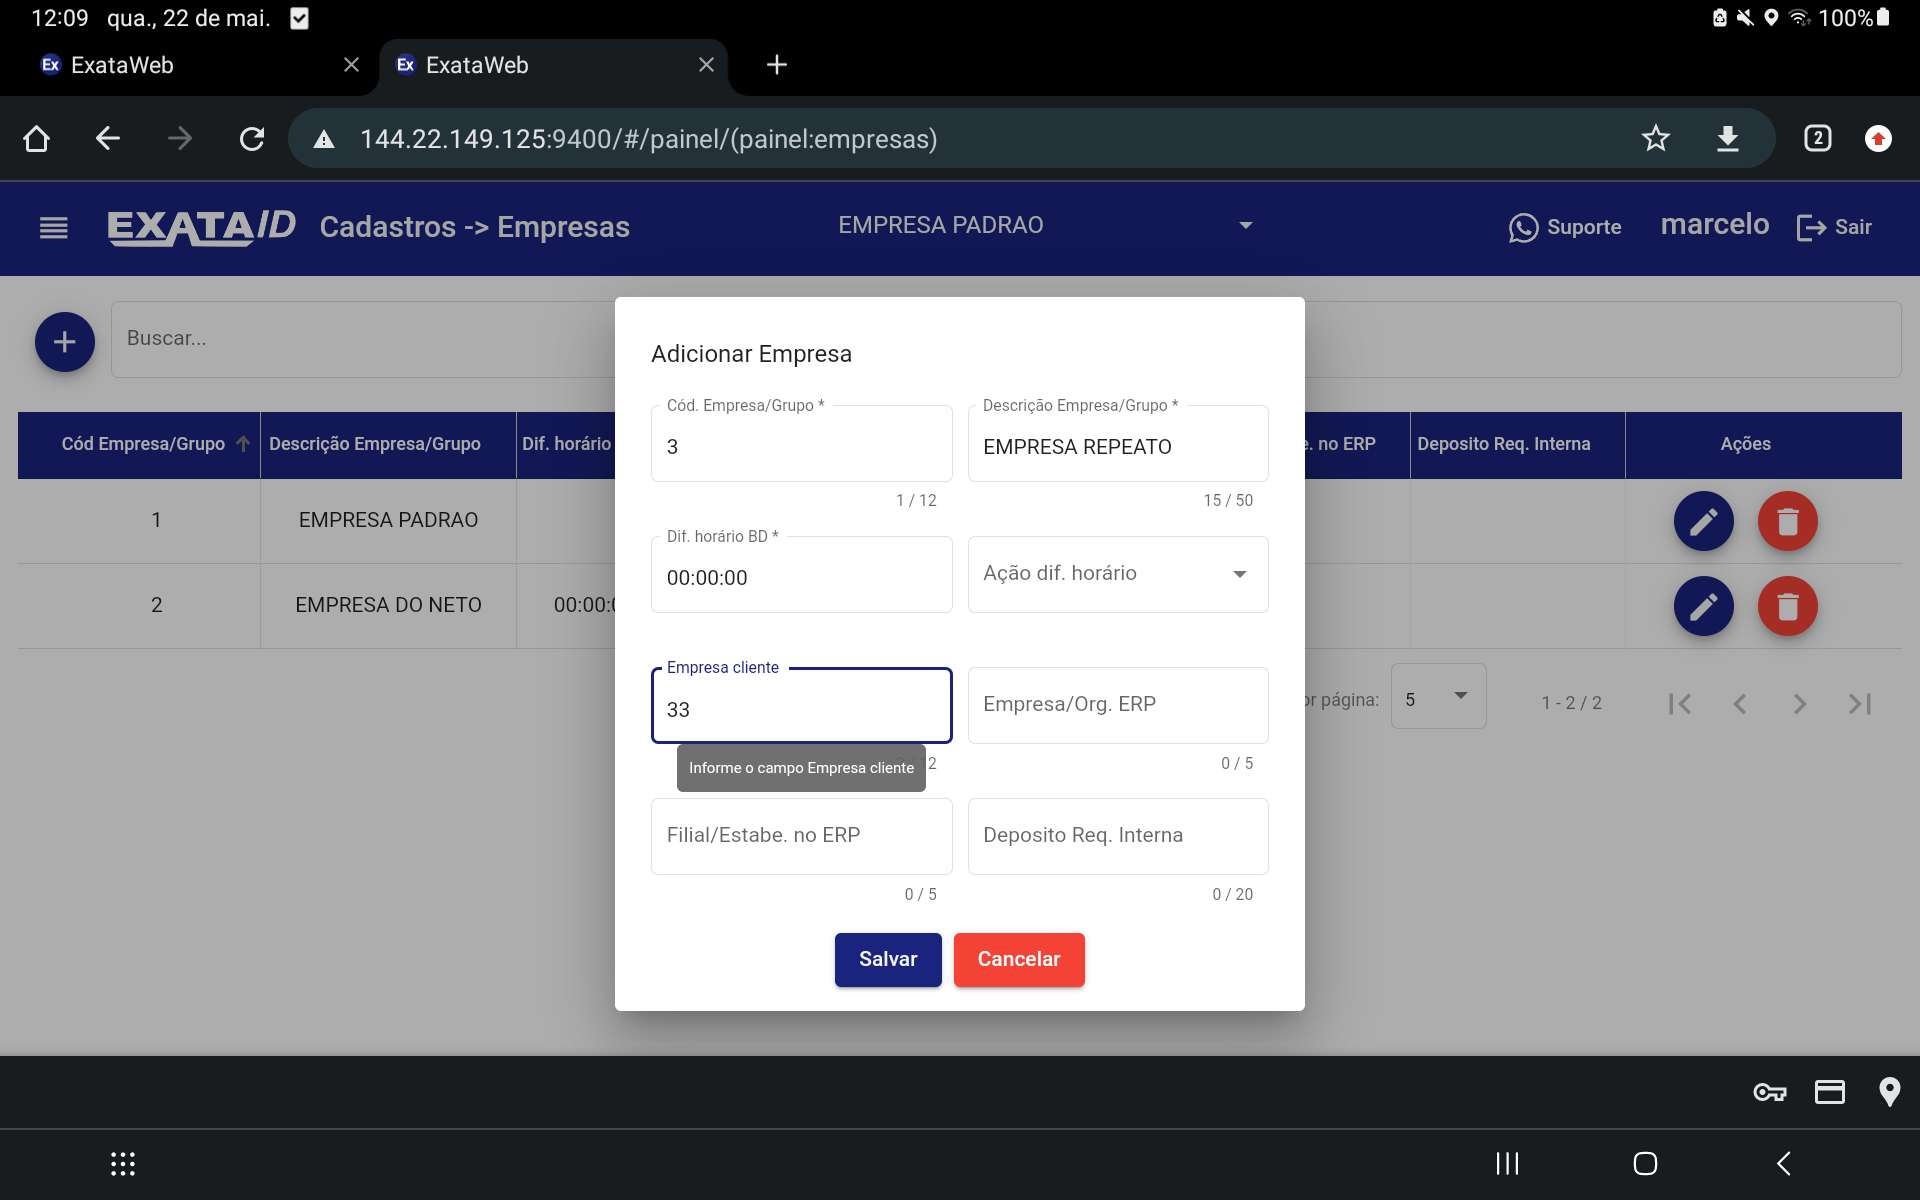 12:09 qua., 22 de mai. 100%
Ex ExataWeb Ex ExataWeb
144.22.149.125:9400/#/painel/(painel:empresas) 2
EXATA/ID Cadastros -> Empresas EMPRESA PADRAO Suporte marcelo Sair
Buscar...
Cód Empresa/Grupo Descrição Empresa/Grupo Dif. horário e. no ERP Deposito Req. Interna Ações
1 EMPRESA PADRAO
2 EMPRESA DO NETO 00:00:0
or página: 5 1 - 2 / 2
Adicionar Empresa
Cód. Empresa/Grupo * Descrição Empresa/Grupo *
3 EMPRESA REPEATO
1 / 12 15 / 50
Dif. horário BD *
00:00:00 Ação dif. horário
Empresa cliente
33 Empresa/Org. ERP
Informe o campo Empresa cliente 12 0 / 5
Filial/Estabe. no ERP Deposito Req. Interna
0 / 5 0 / 20
Salvar Cancelar